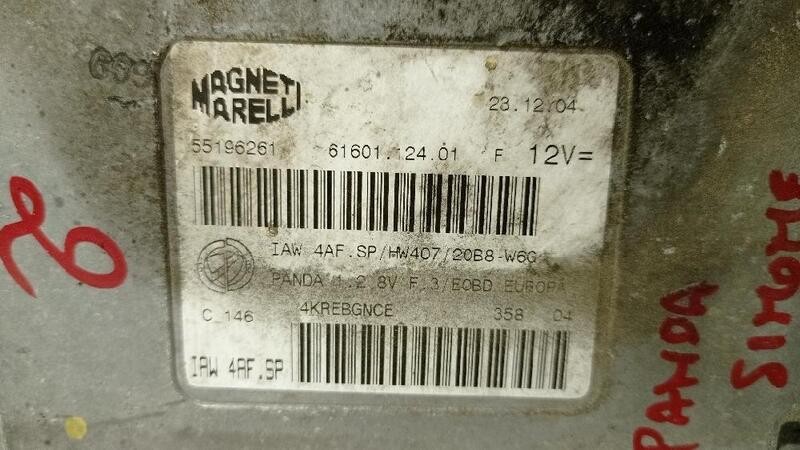 MAGNETI
MARELLI
23.12.04
55196261 61601.124.01 F 12V=
IAW 4AF.SP/HW407/20B8-W6G
PANDA 1.2 8V F.3/EOBD EUROPA
C_146 4KREBGNCE 358 04
IAW 4AF.SP
PANDA
SIMONE